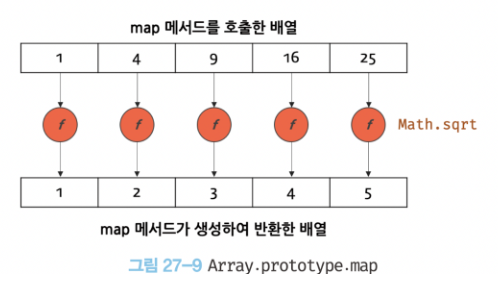 map 메서드를 호출한 배열
1 4 9 16 25
f f f f f Math.sqrt
1 2 3 4 5
map 메서드가 생성하여 반환한 배열
그림 27-9 Array.prototype.map